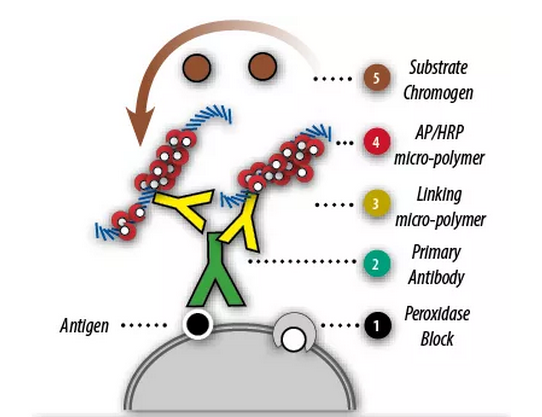 5 Substrate
Chromogen
4 AP/HRP
micro-polymer
3 Linking
micro-polymer
2 Primary
Antibody
Antigen 1 Peroxidase
Block